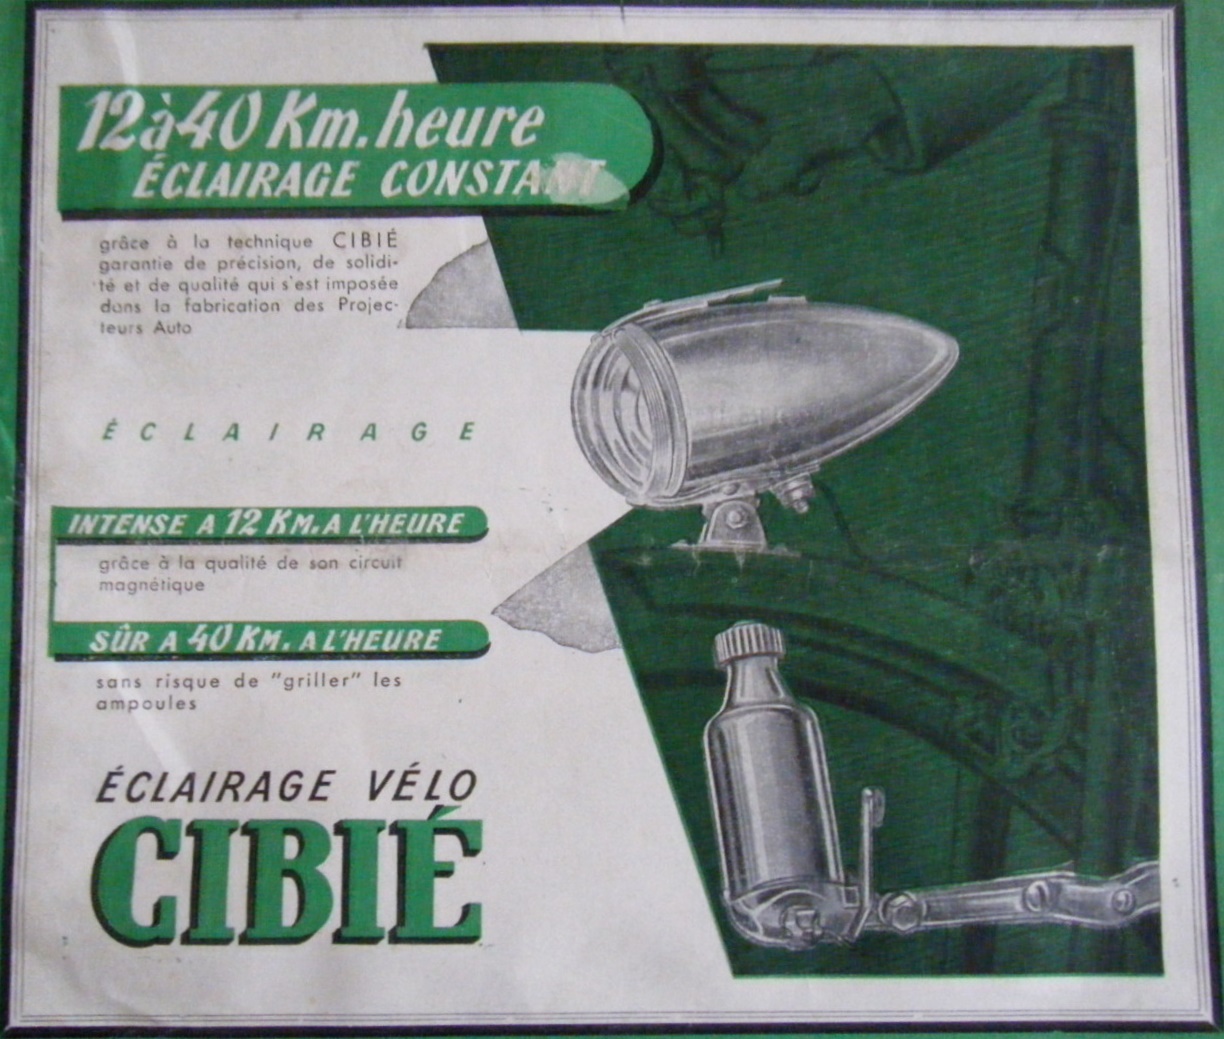 12 à 40 Km. heure
ÉCLAIRAGE CONSTANT
grâce à la technique CIBIÉ
garantie de précision, de solidi-
té et de qualité qui s'est imposée
dans la fabrication des Projec-
teurs Auto
ÉCLAIRAGE
INTENSE A 12 KM. A L'HEURE
grâce à la qualité de son circuit
magnétique
SÛR A 40 KM. A L'HEURE
sans risque de "griller" les
ampoules
ÉCLAIRAGE VÉLO
CIBIÉ